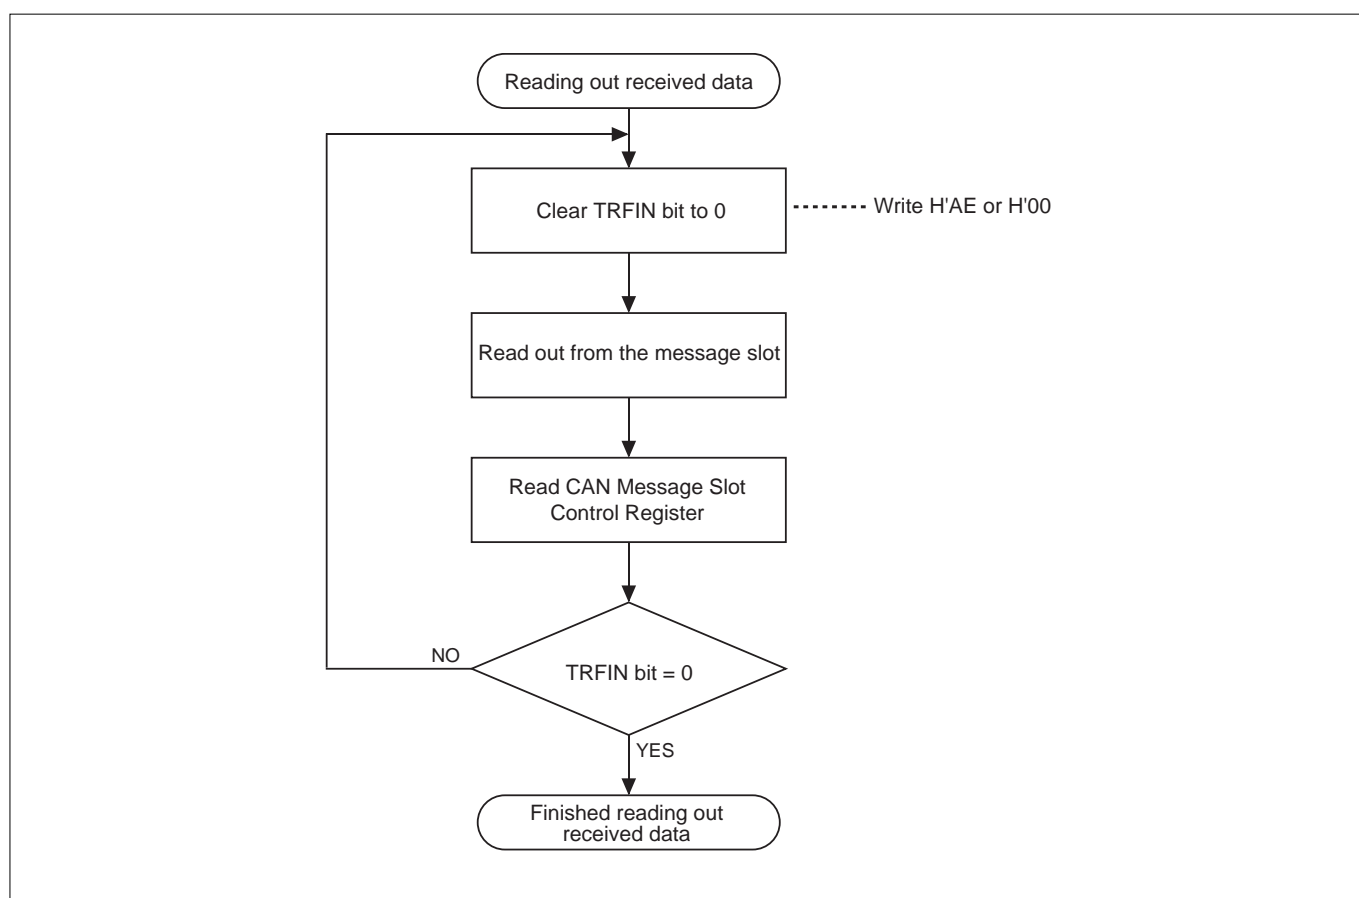 Reading out received data
Clear TRFIN bit to 0
Write H'AE or H'00
Read out from the message slot
Read CAN Message Slot
Control Register
NO
TRFIN bit = 0
YES
Finished reading out
received data